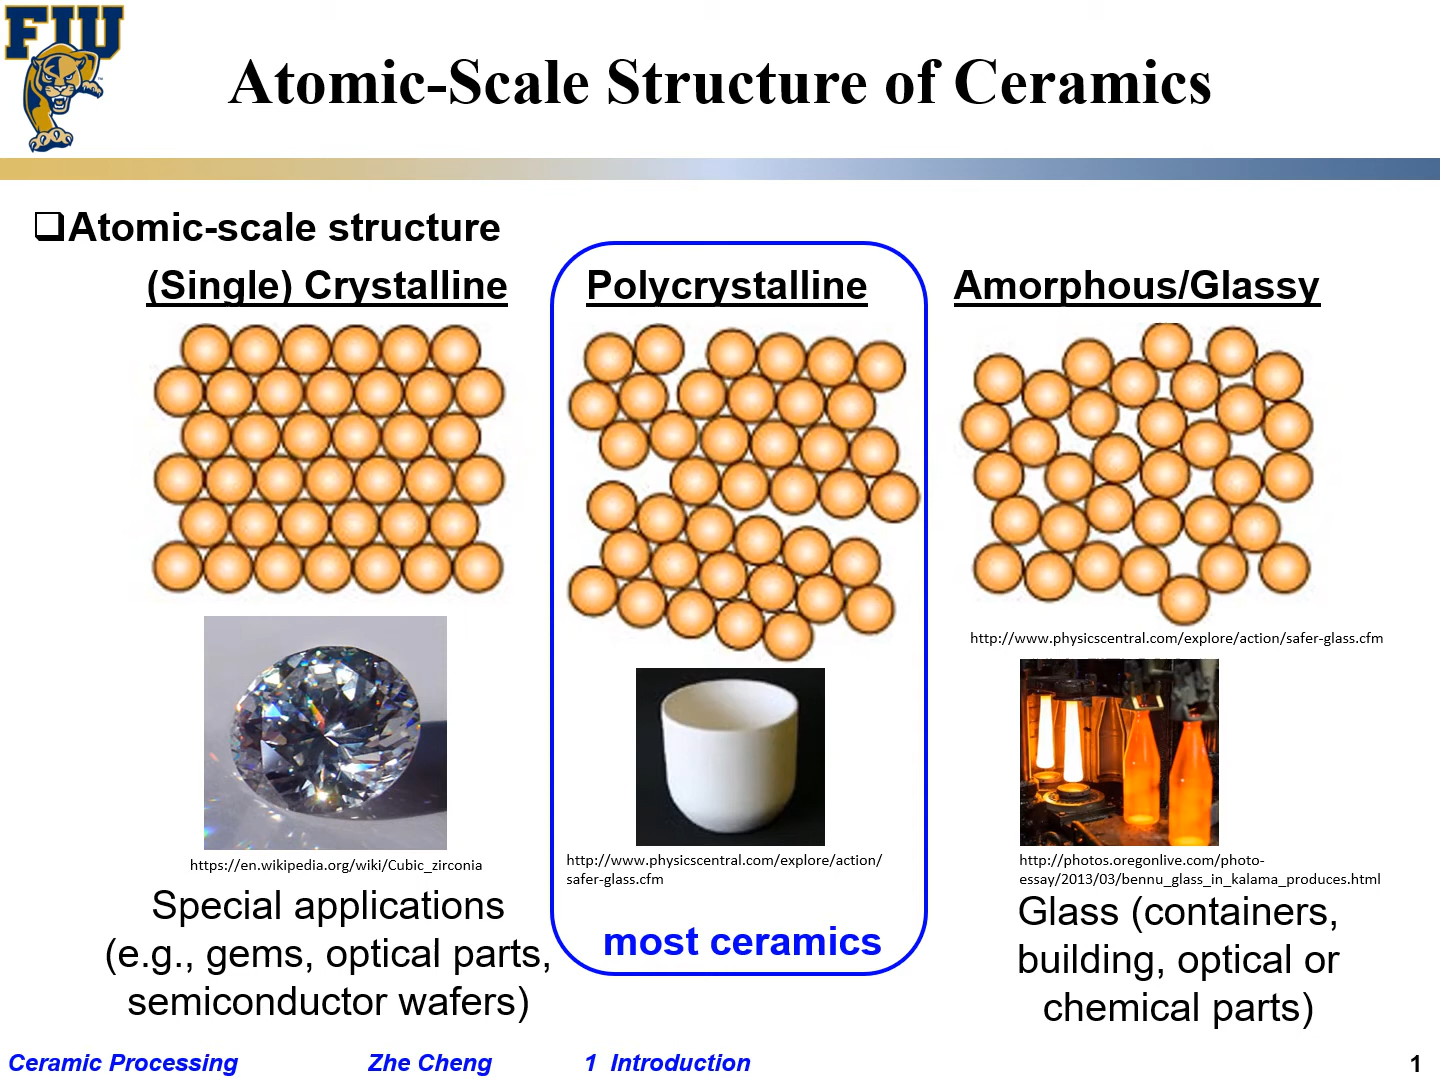 FIU
Atomic-Scale Structure of Ceramics
❑Atomic-scale structure
(Single) Crystalline
Polycrystalline
Amorphous/Glassy
http://www.physicscentral.com/explore/action/safer-glass.cfm
https://en.wikipedia.org/wiki/Cubic_zirconia
http://www.physicscentral.com/explore/action/
safer-glass.cfm
http://photos.oregonlive.com/photo-
essay/2013/03/bennu_glass_in_kalama_produces.html
Special applications
(e.g., gems, optical parts,
semiconductor wafers)
most ceramics
Glass (containers,
building, optical or
chemical parts)
Ceramic Processing
Zhe Cheng
1 Introduction
1